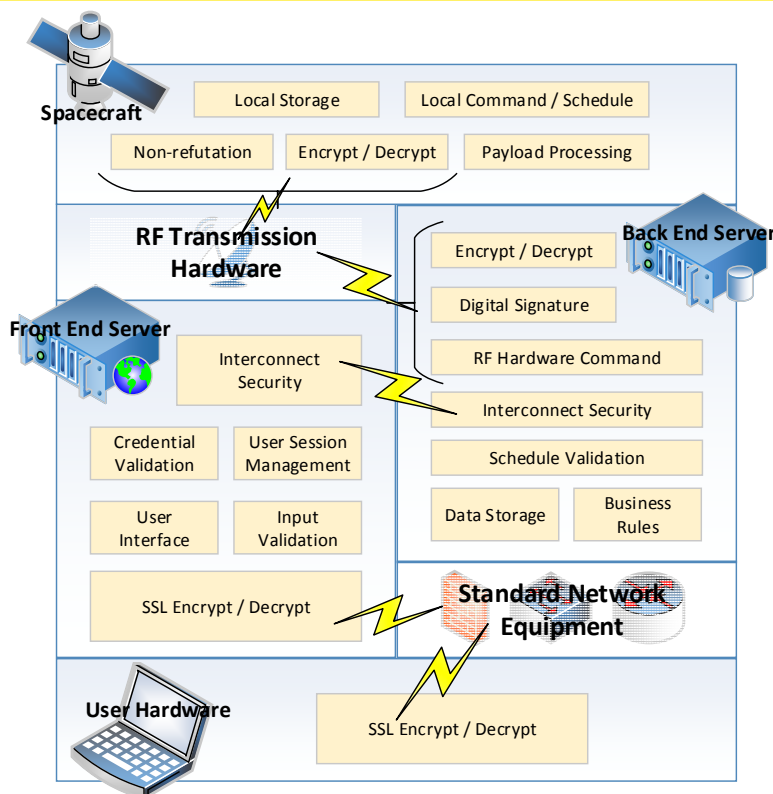 Spacecraft
Local Storage
Local Command / Schedule
Non-refutation
Encrypt / Decrypt
Payload Processing
RF Transmission
Hardware
Back End Server
Encrypt / Decrypt
Digital Signature
RF Hardware Command
Interconnect Security
Schedule Validation
Data Storage
Business
Rules
Front End Server
Interconnect
Security
Credential
Validation
User Session
Management
User
Interface
Input
Validation
SSL Encrypt / Decrypt
Standard Network
Equipment
User Hardware
SSL Encrypt / Decrypt